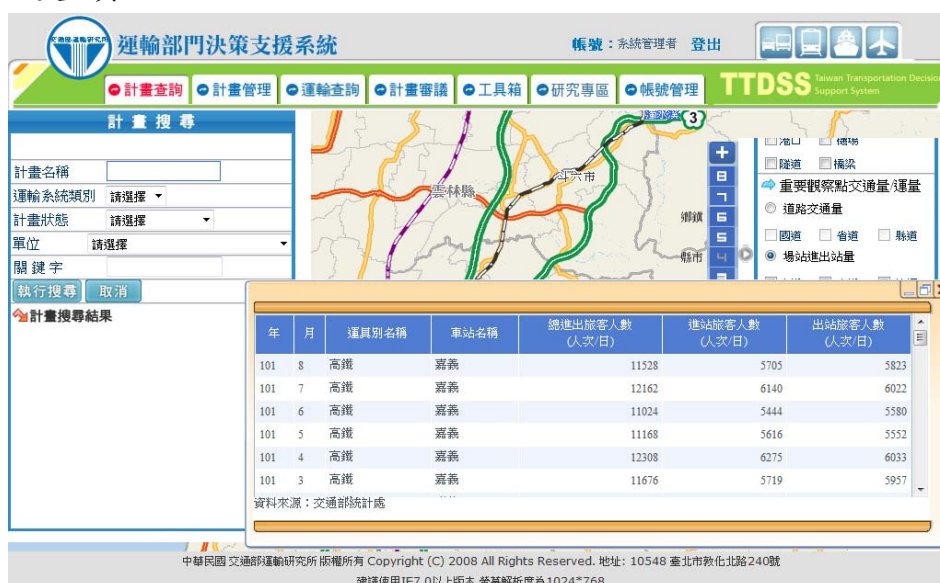 運輸部門決策支援系統
帳號：系統管理者 登出
計畫查詢 計畫管理 運輸查詢 計畫審議 工具箱 研究專區 帳號管理
TTDSS Taiwan Transportation Decision Support System
計畫搜尋
計畫名稱
運輸系統類別 請選擇
計畫狀態 請選擇
單位 請選擇
關鍵字
執行搜尋 取消
計畫搜尋結果
3
雲林縣
斗六市
鄉鎮
縣市
港口 機場
隧道 橋梁
重要觀察點交通量/運量
道路交通量
國道 省道 縣道
場站進出站量
年 月 運具別名稱 車站名稱 總進出旅客人數(人次/日) 進站旅客人數(人次/日) 出站旅客人數(人次/日)
101 8 高鐵 嘉義 11528 5705 5823
101 7 高鐵 嘉義 12162 6140 6022
101 6 高鐵 嘉義 11024 5444 5580
101 5 高鐵 嘉義 11168 5616 5552
101 4 高鐵 嘉義 12308 6275 6033
101 3 高鐵 嘉義 11676 5719 5957
資料來源：交通部統計處
中華民國 交通部運輸研究所 版權所有 Copyright (C) 2008 All Rights Reserved. 地址: 10548 臺北市敦化北路240號
建議使用IE7.0以上版本 螢幕解析度為1024*768